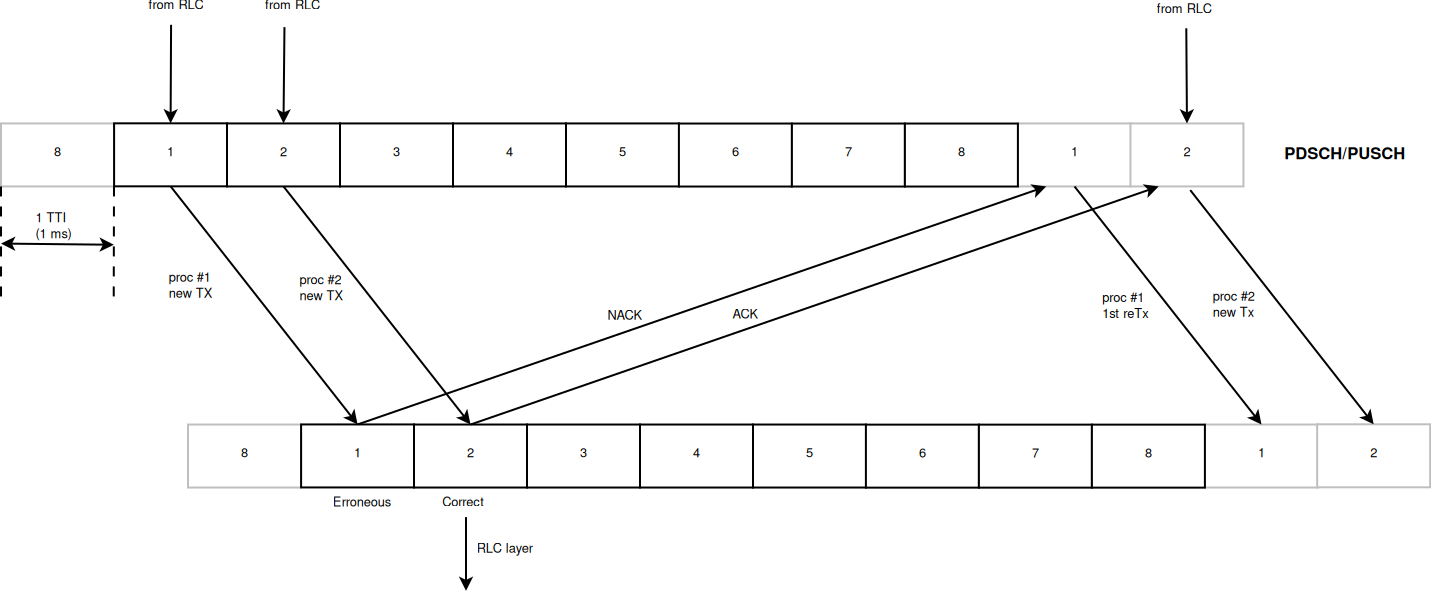 from RLC
from RLC
from RLC
8 1 2 3 4 5 6 7 8 1 2
PDSCH/PUSCH
1 TTI
(1 ms)
proc #1
new TX
proc #2
new TX
NACK
ACK
proc #1
1st reTx
proc #2
new Tx
8 1 2 3 4 5 6 7 8 1 2
Erroneous
Correct
RLC layer